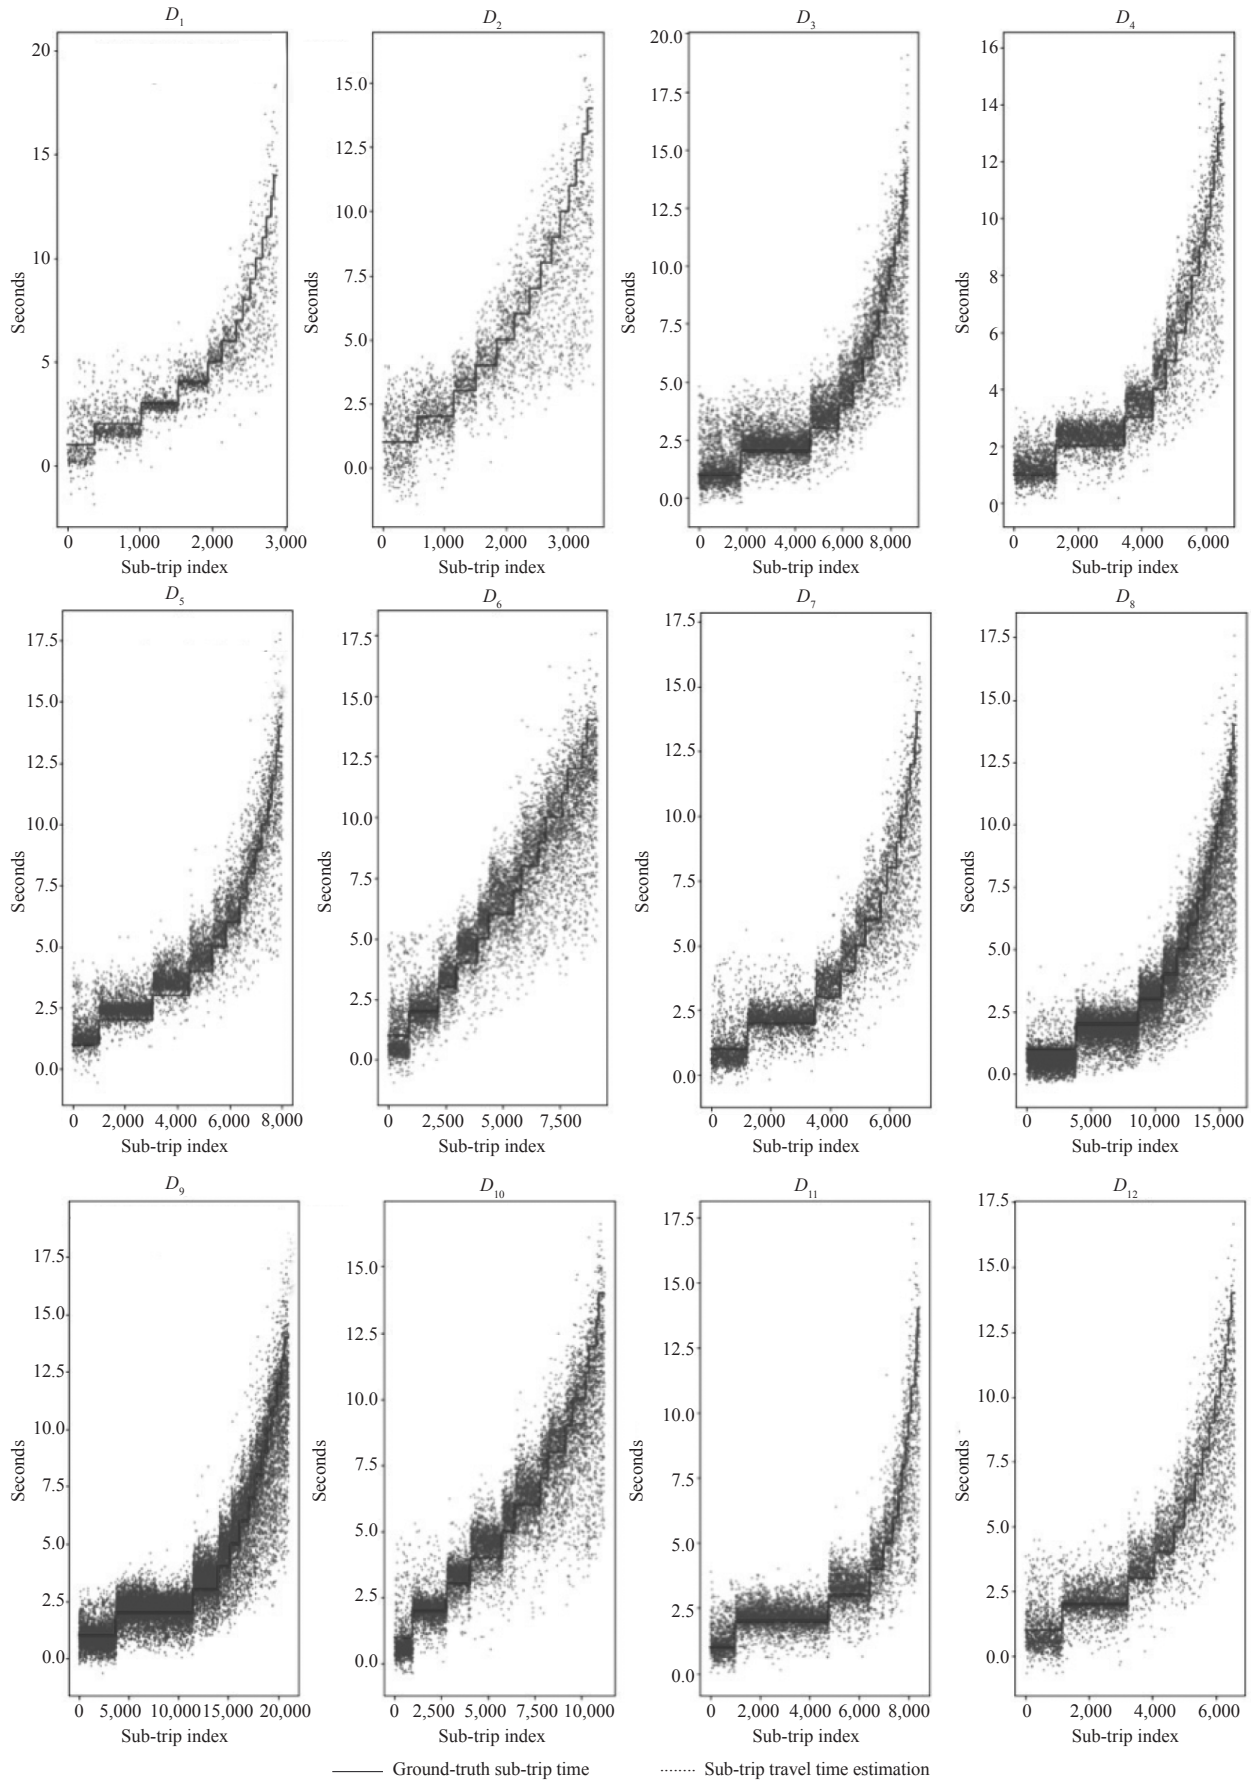 D1
20
15
10
5
0
Seconds
0 1,000 2,000 3,000
Sub-trip index
D2
15.0
12.5
10.0
7.5
5.0
2.5
0.0
Seconds
0 1,000 2,000 3,000
Sub-trip index
D3
20.0
17.5
15.0
12.5
10.0
7.5
5.0
2.5
0.0
Seconds
0 2,000 4,000 6,000 8,000
Sub-trip index
D4
16
14
12
10
8
6
4
2
0
Seconds
0 2,000 4,000 6,000
Sub-trip index
D5
17.5
15.0
12.5
10.0
7.5
5.0
2.5
0.0
Seconds
0 2,000 4,000 6,000 8,000
Sub-trip index
D6
17.5
15.0
12.5
10.0
7.5
5.0
2.5
0.0
Seconds
0 2,500 5,000 7,500
Sub-trip index
D7
17.5
15.0
12.5
10.0
7.5
5.0
2.5
0.0
Seconds
0 2,000 4,000 6,000
Sub-trip index
D8
17.5
15.0
12.5
10.0
7.5
5.0
2.5
0.0
Seconds
0 5,000 10,000 15,000
Sub-trip index
D9
17.5
15.0
12.5
10.0
7.5
5.0
2.5
0.0
Seconds
0 5,000 10,000 15,000 20,000
Sub-trip index
D10
15.0
12.5
10.0
7.5
5.0
2.5
0.0
Seconds
0 2,500 5,000 7,500 10,000
Sub-trip index
D11
17.5
15.0
12.5
10.0
7.5
5.0
2.5
0.0
Seconds
0 2,000 4,000 6,000 8,000
Sub-trip index
D12
17.5
15.0
12.5
10.0
7.5
5.0
2.5
0.0
Seconds
0 2,000 4,000 6,000
Sub-trip index
Ground-truth sub-trip time
Sub-trip travel time estimation